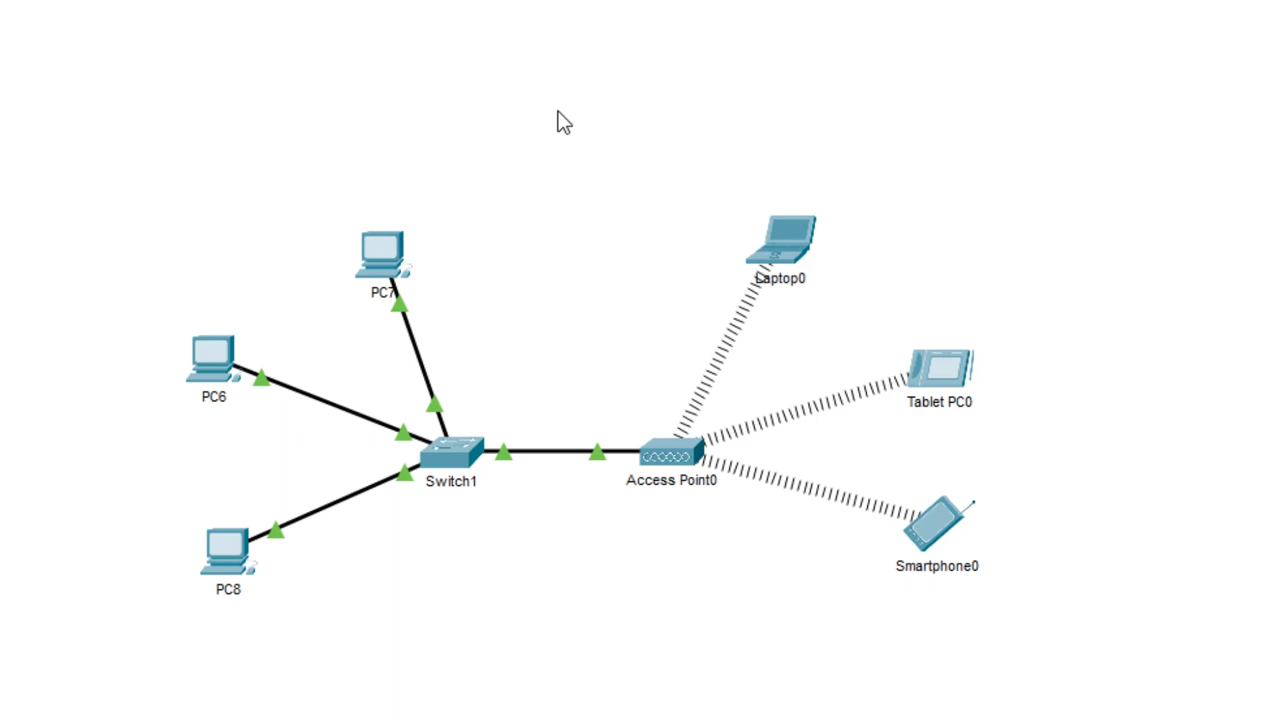 Laptop0
PC7
PC6
Tablet PC0
Switch1
Access Point0
Smartphone0
PC8